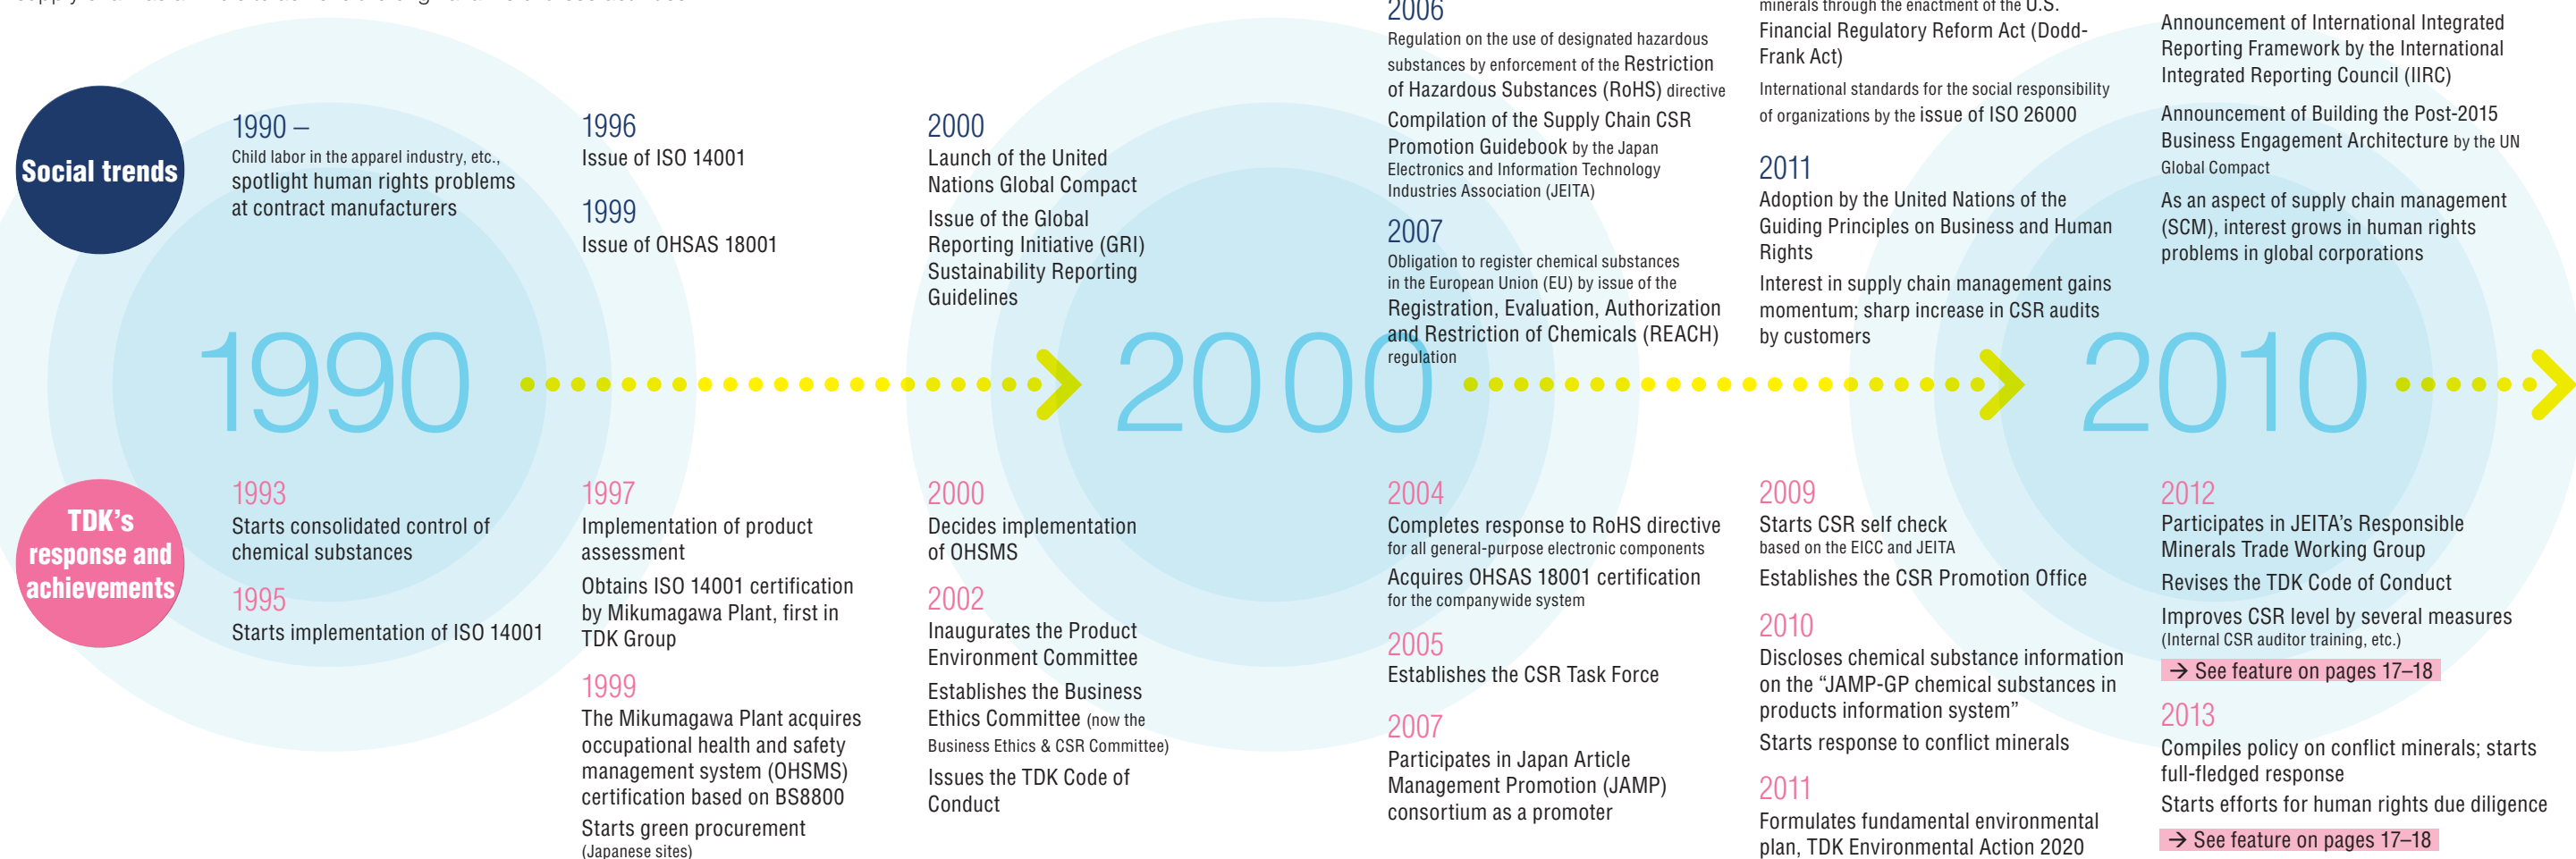 Social trends
1990 –
Child labor in the apparel industry, etc.,
spotlight human rights problems
at contract manufacturers
1996
Issue of ISO 14001
1999
Issue of OHSAS 18001
2000
Launch of the United
Nations Global Compact
Issue of the Global
Reporting Initiative (GRI)
Sustainability Reporting
Guidelines
2006
Regulation on the use of designated hazardous
substances by enforcement of the Restriction
of Hazardous Substances (RoHS) directive
Compilation of the Supply Chain CSR
Promotion Guidebook by the Japan
Electronics and Information Technology
Industries Association (JEITA)
2007
Obligation to register chemical substances
in the European Union (EU) by issue of the
Registration, Evaluation, Authorization
and Restriction of Chemicals (REACH)
regulation
minerals through the enactment of the U.S.
Financial Regulatory Reform Act (Dodd-
Frank Act)
International standards for the social responsibility
of organizations by the issue of ISO 26000
2011
Adoption by the United Nations of the
Guiding Principles on Business and Human
Rights
Interest in supply chain management gains
momentum; sharp increase in CSR audits
by customers
Announcement of International Integrated
Reporting Framework by the International
Integrated Reporting Council (IIRC)
Announcement of Building the Post-2015
Business Engagement Architecture by the UN
Global Compact
As an aspect of supply chain management
(SCM), interest grows in human rights
problems in global corporations
1990
2000
2010
TDK's
response and
achievements
1993
Starts consolidated control of
chemical substances
1995
Starts implementation of ISO 14001
1997
Implementation of product
assessment
Obtains ISO 14001 certification
by Mikumagawa Plant, first in
TDK Group
1999
The Mikumagawa Plant acquires
occupational health and safety
management system (OHSMS)
certification based on BS8800
Starts green procurement
(Japanese sites)
2000
Decides implementation
of OHSMS
2002
Inaugurates the Product
Environment Committee
Establishes the Business
Ethics Committee (now the
Business Ethics & CSR Committee)
Issues the TDK Code of
Conduct
2004
Completes response to RoHS directive
for all general-purpose electronic components
Acquires OHSAS 18001 certification
for the companywide system
2005
Establishes the CSR Task Force
2007
Participates in Japan Article
Management Promotion (JAMP)
consortium as a promoter
2009
Starts CSR self check
based on the EICC and JEITA
Establishes the CSR Promotion Office
2010
Discloses chemical substance information
on the “JAMP-GP chemical substances in
products information system”
Starts response to conflict minerals
2011
Formulates fundamental environmental
plan, TDK Environmental Action 2020
2012
Participates in JEITA's Responsible
Minerals Trade Working Group
Revises the TDK Code of Conduct
Improves CSR level by several measures
(Internal CSR auditor training, etc.)
→ See feature on pages 17–18
2013
Compiles policy on conflict minerals; starts
full-fledged response
Starts efforts for human rights due diligence
→ See feature on pages 17–18